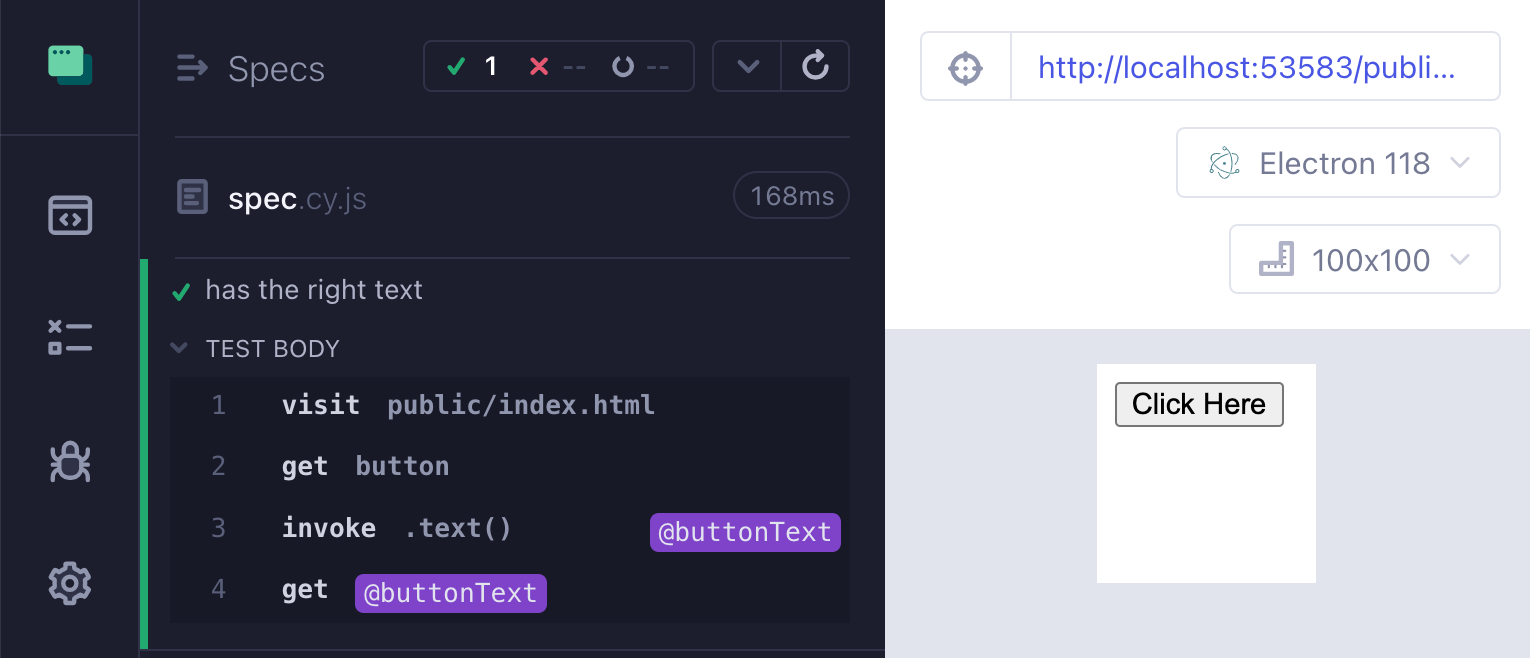 Specs 1 -- --
spec.cy.js 168ms
has the right text
TEST BODY
1 visit public/index.html
2 get button
3 invoke .text() @buttonText
4 get @buttonText
http://localhost:53583/publi...
Electron 118
100x100
Click Here